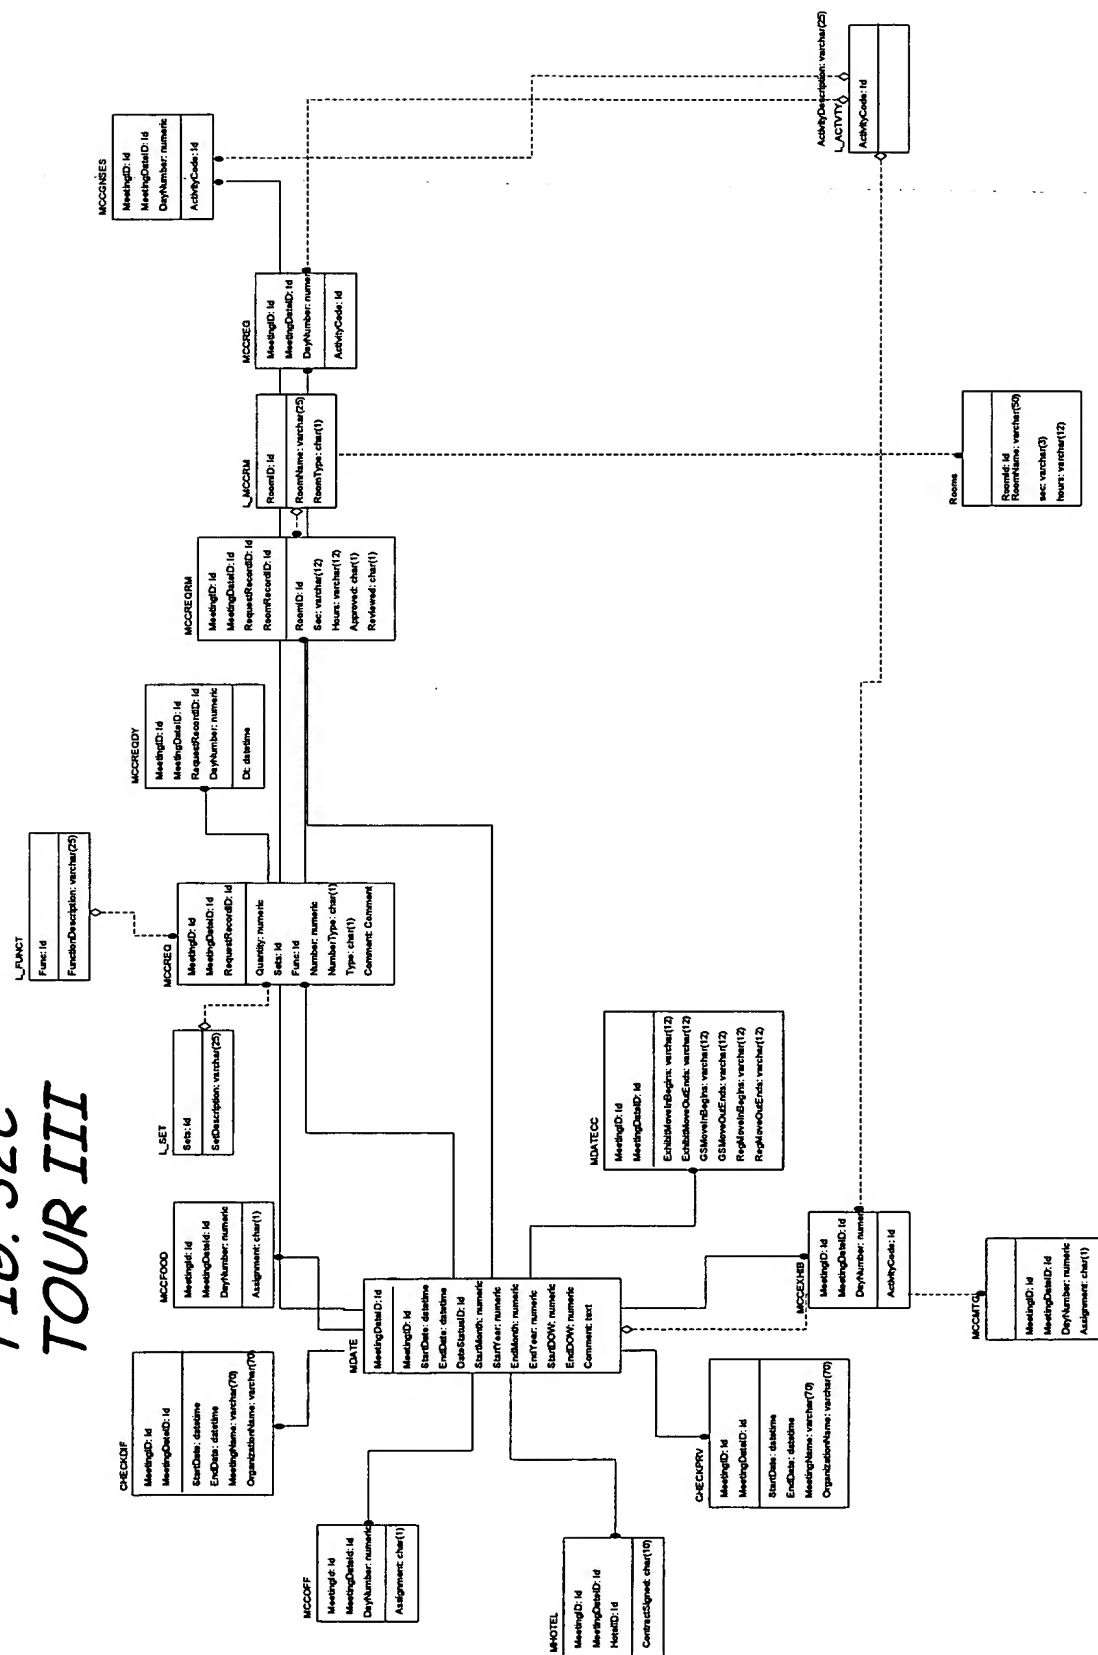 FIG. 32C
TOUR III
L_FUNCT
Func: Id
FunctionDescription: varchar(25)
MCCGNSES
MeetingID: Id
MeetingDateID: Id
DayNumber: numeric
ActivityCode: Id
CHECKDIF
MeetingID: Id
MeetingDateID: Id
StartDate: datetime
EndDate: datetime
MeetingName: varchar(70)
OrganizationName: varchar(70)
MCCFOOD
MeetingId: Id
MeetingDateId: Id
DayNumber: numeric
Assignment: char(1)
L_SET
Sets: Id
SetDescription: varchar(25)
MCCREQ
MeetingID: Id
MeetingDateID: Id
RequestRecordID: Id
Quantity: numeric
Sets: Id
Func: Id
Number: numeric
NumberType: char(1)
Type: char(1)
Comment: Comment
MCCREQDY
MeetingID: Id
MeetingDateID: Id
RequestRecordID: Id
DayNumber: numeric
Dt: datetime
MCCREQRM
MeetingID: Id
MeetingDateID: Id
RequestRecordID: Id
RoomRecordID: Id
RoomID: Id
Sec: varchar(12)
Hours: varchar(12)
Approved: char(1)
Reviewed: char(1)
L_MCCRM
RoomID: Id
RoomName: varchar(25)
RoomType: char(1)
MCCREG
MeetingID: Id
MeetingDateID: Id
DayNumber: numeric
ActivityCode: Id
MCCOFF
MeetingId: Id
MeetingDateId: Id
DayNumber: numeric
Assignment: char(1)
MDATE
MeetingDateID: Id
MeetingID: Id
StartDate: datetime
EndDate: datetime
DateStatusID: Id
StartMonth: numeric
StartYear: numeric
EndMonth: numeric
EndYear: numeric
StartDOW: numeric
EndDOW: numeric
Comment: text
MHOTEL
MeetingID: Id
MeetingDateID: Id
HotelID: Id
ContractSigned: char(10)
MDATECC
MeetingID: Id
MeetingDateID: Id
ExhibitMoveInBegins: varchar(12)
ExhibitMoveOutEnds: varchar(12)
GSMoveInBegins: varchar(12)
GSMoveOutEnds: varchar(12)
RegMoveInBegins: varchar(12)
RegMoveOutEnds: varchar(12)
CHECKPRV
MeetingID: Id
MeetingDateID: Id
StartDate: datetime
EndDate: datetime
MeetingName: varchar(70)
OrganizationName: varchar(70)
MCCEXHIB
MeetingID: Id
MeetingDateID: Id
DayNumber: numeric
ActivityCode: Id
ActivityDescription: varchar(25)
L_ACTVTY
ActivityCode: Id
Rooms
RoomId: Id
RoomName: varchar(50)
sec: varchar(3)
hours: varchar(12)
MCCMTG
MeetingID: Id
MeetingDateID: Id
DayNumber: numeric
Assignment: char(1)